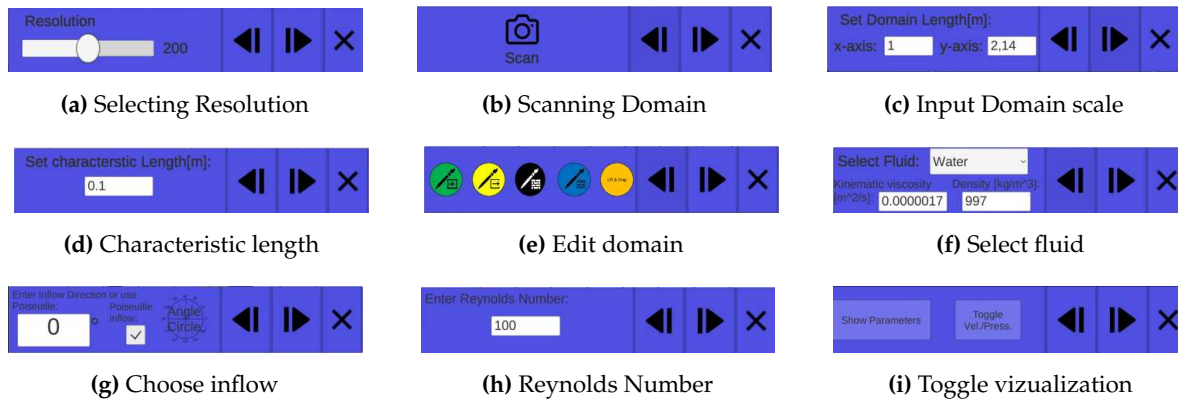 Resolution
200
(a) Selecting Resolution
Scan
(b) Scanning Domain
Set Domain Length[m]:
x-axis: 1 y-axis: 2,14
(c) Input Domain scale
Set characterstic Length[m]:
0.1
(d) Characteristic length
Lift & Drag
(e) Edit domain
Select Fluid: Water
Kinematic viscosity Density [kg/m^3]:
[m^2/s]: 0.0000017 997
(f) Select fluid
Enter Inflow Direction or use
Poiseuille: Poiseuille
inflow:
0 °
Angle
Circle
(g) Choose inflow
Enter Reynolds Number:
100
(h) Reynolds Number
Show Parameters
Toggle
Vel./Press.
(i) Toggle vizualization